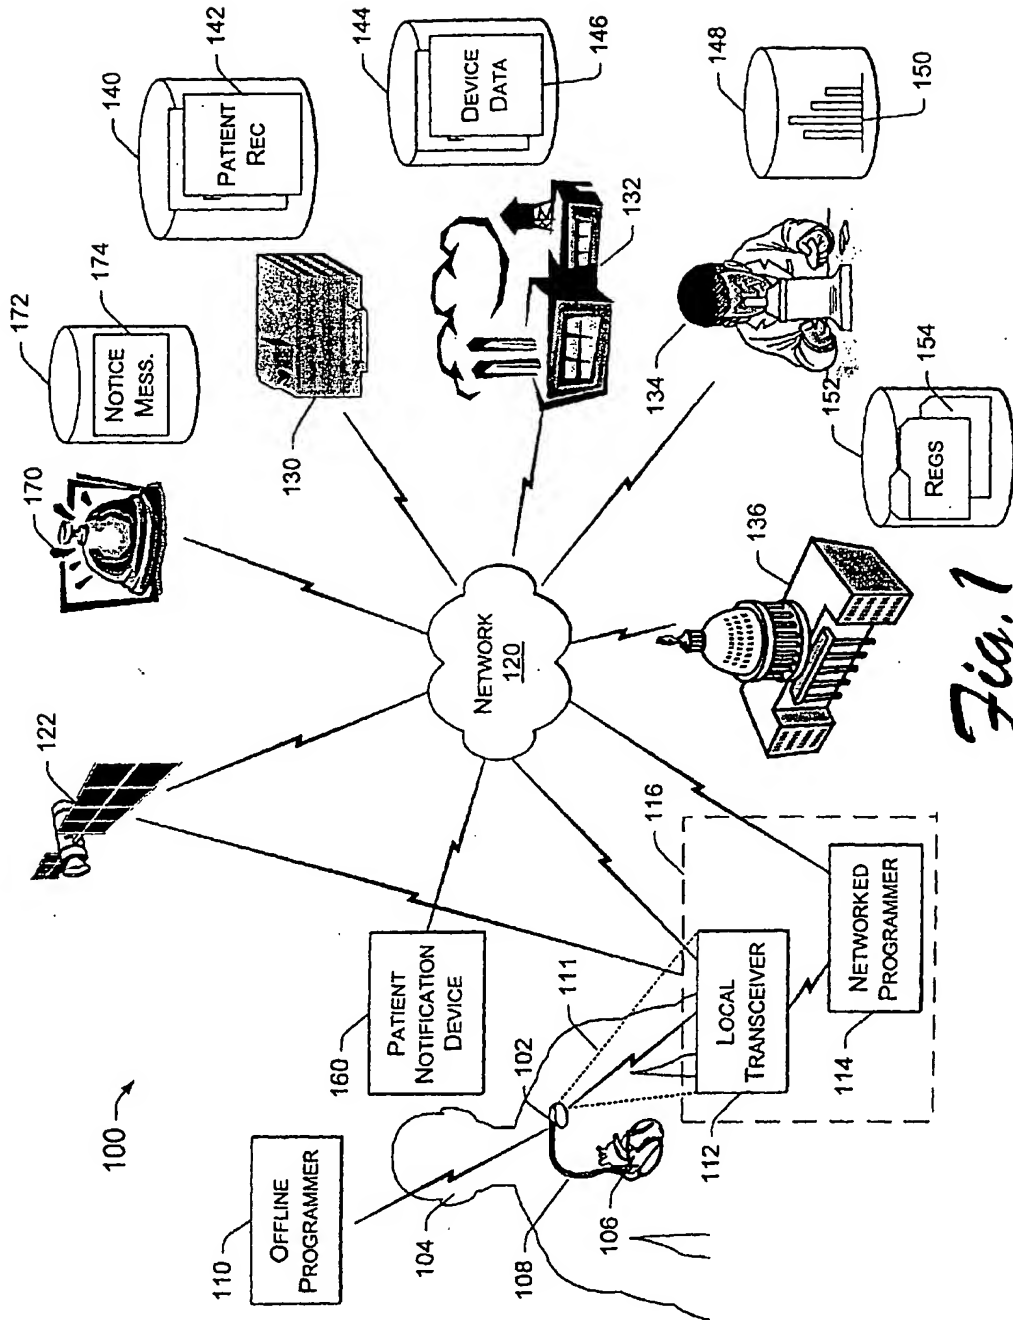 100
110
OFFLINE
PROGRAMMER
104
108
106
102
111
160
PATIENT
NOTIFICATION
DEVICE
122
112
LOCAL
TRANSCEIVER
116
114
NETWORKED
PROGRAMMER
NETWORK
120
170
172
NOTICE
MESS.
174
130
140
PATIENT
REC
142
132
144
DEVICE
DATA
146
134
148
150
136
152
REGS
154
Fig. 1